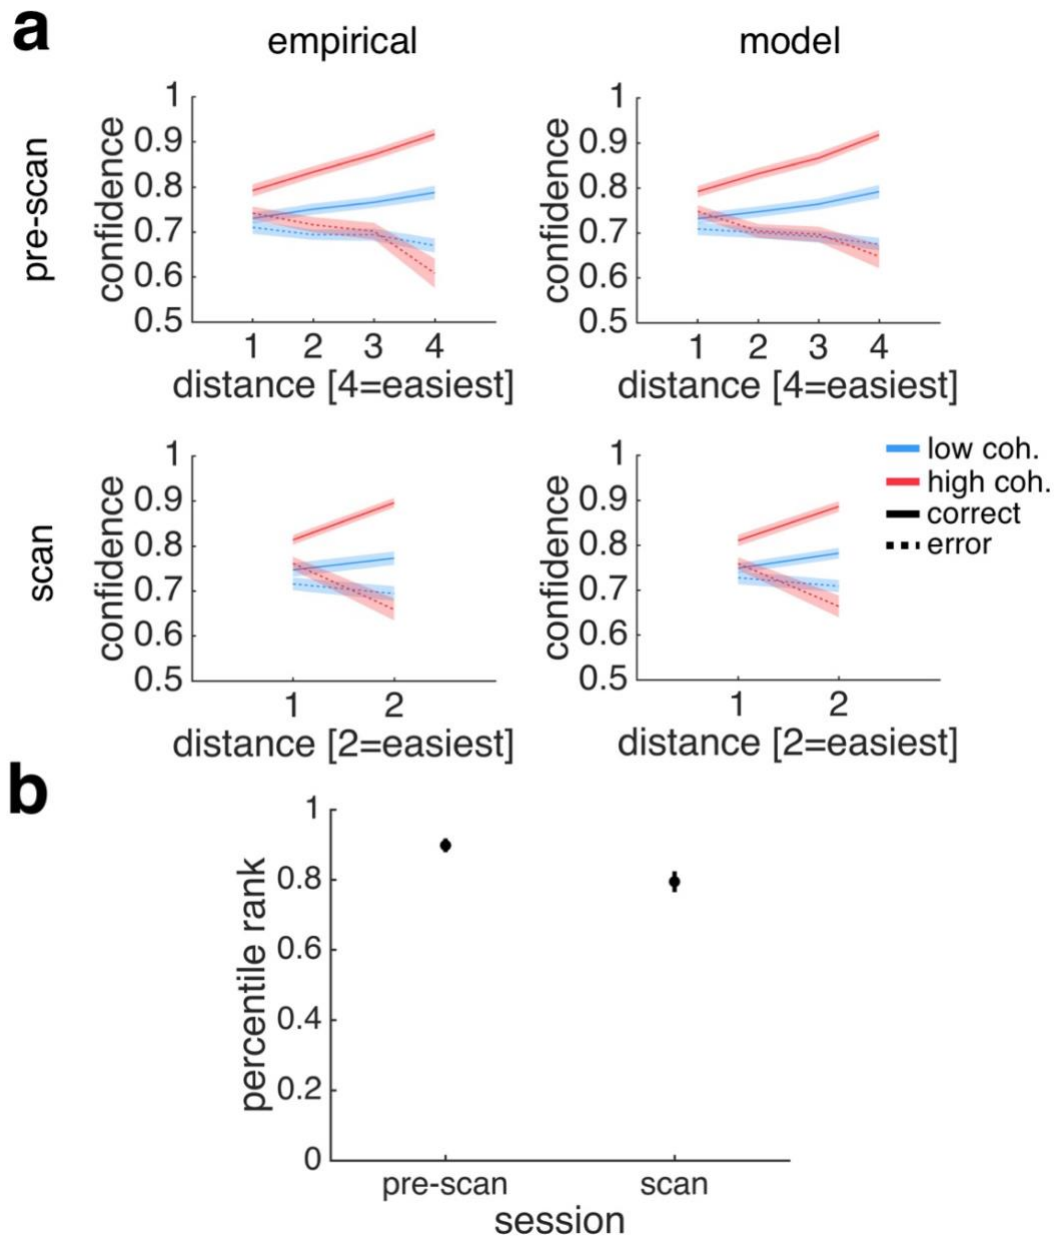 a
empirical
model
pre-scan
confidence
1
0.9
0.8
0.7
0.6
0.5
1 2 3 4
distance [4=easiest]
confidence
1
0.9
0.8
0.7
0.6
0.5
1 2 3 4
distance [4=easiest]
scan
confidence
1
0.9
0.8
0.7
0.6
0.5
1 2
distance [2=easiest]
confidence
1
0.9
0.8
0.7
0.6
0.5
1 2
distance [2=easiest]
low coh.
high coh.
correct
error
b
percentile rank
1
0.8
0.6
0.4
0.2
0
pre-scan scan
session